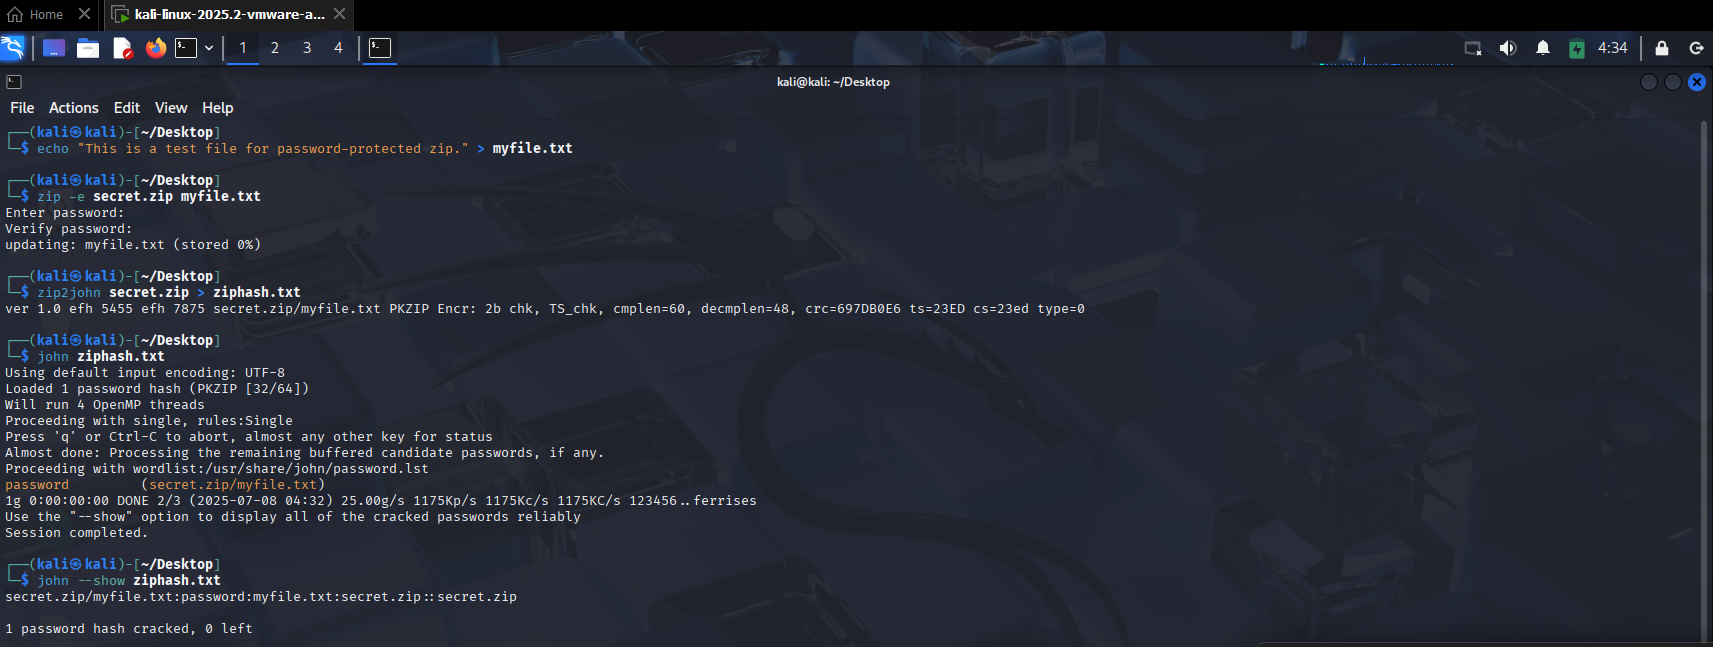 Home
kali-linux-2025.2-vmware-a...
1 2 3 4
4:34
kali@kali: ~/Desktop
File Actions Edit View Help
┌──(kali㉿kali)-[~/Desktop]
└─$ echo "This is a test file for password-protected zip." > myfile.txt
┌──(kali㉿kali)-[~/Desktop]
└─$ zip -e secret.zip myfile.txt
Enter password:
Verify password:
updating: myfile.txt (stored 0%)
┌──(kali㉿kali)-[~/Desktop]
└─$ zip2john secret.zip > ziphash.txt
ver 1.0 efh 5455 efh 7875 secret.zip/myfile.txt PKZIP Encr: 2b chk, TS_chk, cmplen=60, decmplen=48, crc=697DB0E6 ts=23ED cs=23ed type=0
┌──(kali㉿kali)-[~/Desktop]
└─$ john ziphash.txt
Using default input encoding: UTF-8
Loaded 1 password hash (PKZIP [32/64])
Will run 4 OpenMP threads
Proceeding with single, rules:Single
Press 'q' or Ctrl-C to abort, almost any other key for status
Almost done: Processing the remaining buffered candidate passwords, if any.
Proceeding with wordlist:/usr/share/john/password.lst
password         (secret.zip/myfile.txt)
1g 0:00:00:00 DONE 2/3 (2025-07-08 04:32) 25.00g/s 1175Kp/s 1175Kc/s 1175KC/s 123456..ferrises
Use the "--show" option to display all of the cracked passwords reliably
Session completed.
┌──(kali㉿kali)-[~/Desktop]
└─$ john --show ziphash.txt
secret.zip/myfile.txt:password:myfile.txt:secret.zip::secret.zip
1 password hash cracked, 0 left